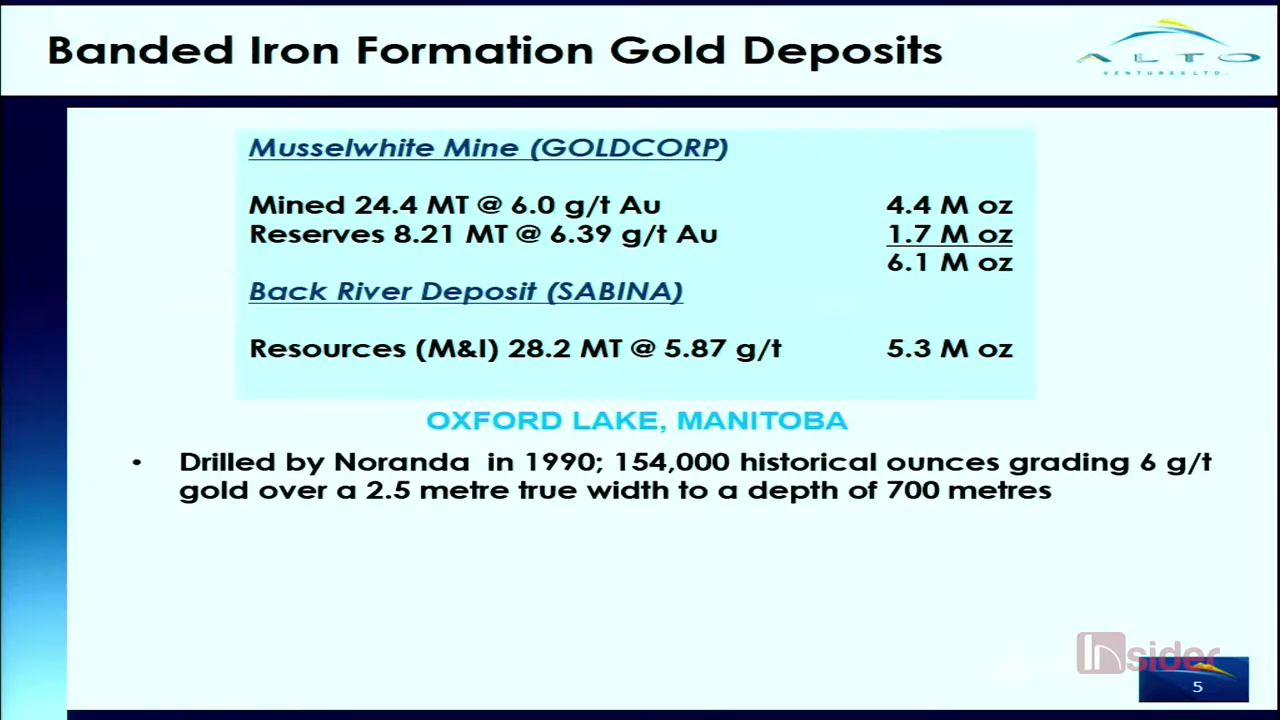 Banded Iron Formation Gold Deposits
ALTO
VENTURES LTD.
Musselwhite Mine (GOLDCORP)
Mined 24.4 MT @ 6.0 g/t Au 4.4 M oz
Reserves 8.21 MT @ 6.39 g/t Au 1.7 M oz
6.1 M oz
Back River Deposit (SABINA)
Resources (M&I) 28.2 MT @ 5.87 g/t 5.3 M oz
OXFORD LAKE, MANITOBA
• Drilled by Noranda in 1990; 154,000 historical ounces grading 6 g/t
gold over a 2.5 metre true width to a depth of 700 metres
Insider
5